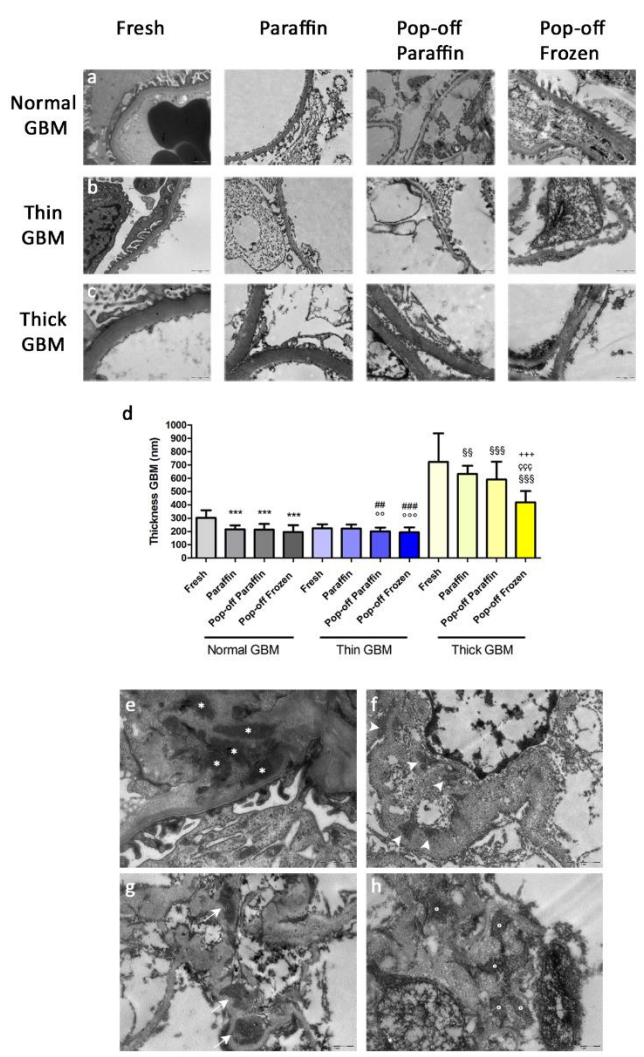 Fresh Paraffin Pop-off Paraffin Pop-off Frozen
Normal GBM
a
Thin GBM
b
Thick GBM
c
d
Thickness GBM (nm)
1000
900
800
700
600
500
400
300
200
100
0
*** *** ***
## °°
### °°°
§§ §§§
+++
ççç
§§§
Fresh Paraffin Pop-off Paraffin Pop-off Frozen Fresh Paraffin Pop-off Paraffin Pop-off Frozen Fresh Paraffin Pop-off Paraffin Pop-off Frozen
Normal GBM Thin GBM Thick GBM
e f
* * * * *
g h